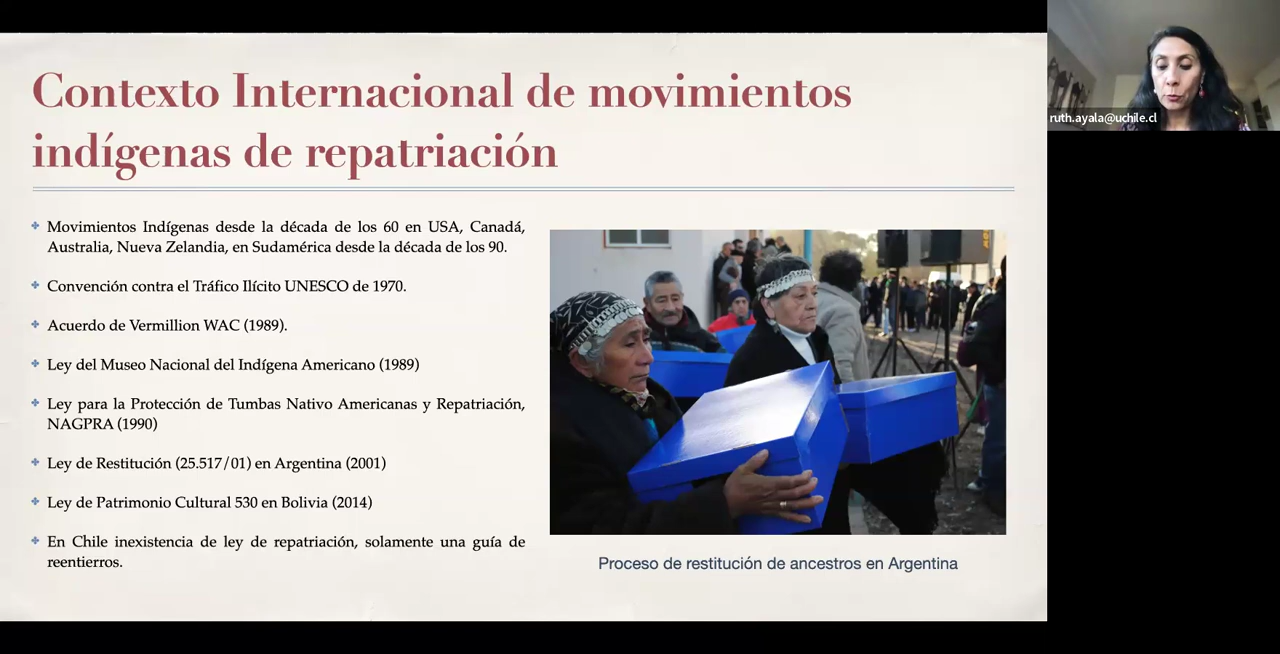 Contexto Internacional de movimientos
indígenas de repatriación
Movimientos Indígenas desde la década de los 60 en USA, Canadá,
Australia, Nueva Zelandia, en Sudamérica desde la década de los 90.
Convención contra el Tráfico Ilícito UNESCO de 1970.
Acuerdo de Vermillion WAC (1989).
Ley del Museo Nacional del Indígena Americano (1989)
Ley para la Protección de Tumbas Nativo Americanas y Repatriación,
NAGPRA (1990)
Ley de Restitución (25.517/01) en Argentina (2001)
Ley de Patrimonio Cultural 530 en Bolivia (2014)
En Chile inexistencia de ley de repatriación, solamente una guía de
reentierros.
Proceso de restitución de ancestros en Argentina
ruth.ayala@uchile.cl